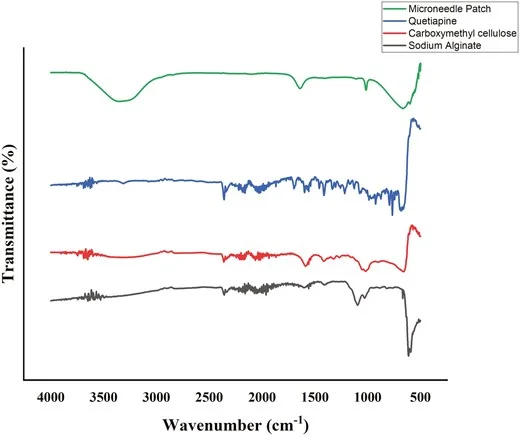 Microneedle Patch
Quetiapine
Carboxymethyl cellulose
Sodium Alginate
Transmittance (%)
4000 3500 3000 2500 2000 1500 1000 500
Wavenumber (cm-1)